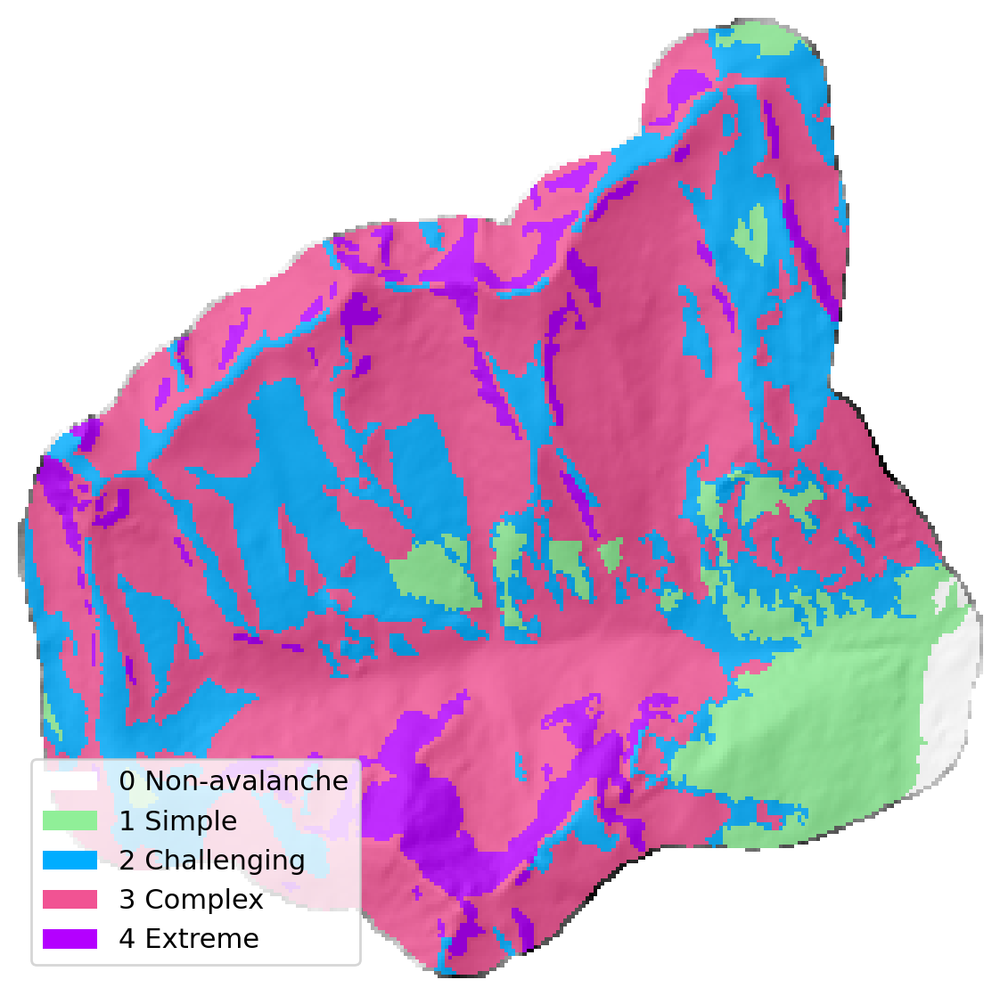 0 Non-avalanche
1 Simple
2 Challenging
3 Complex
4 Extreme